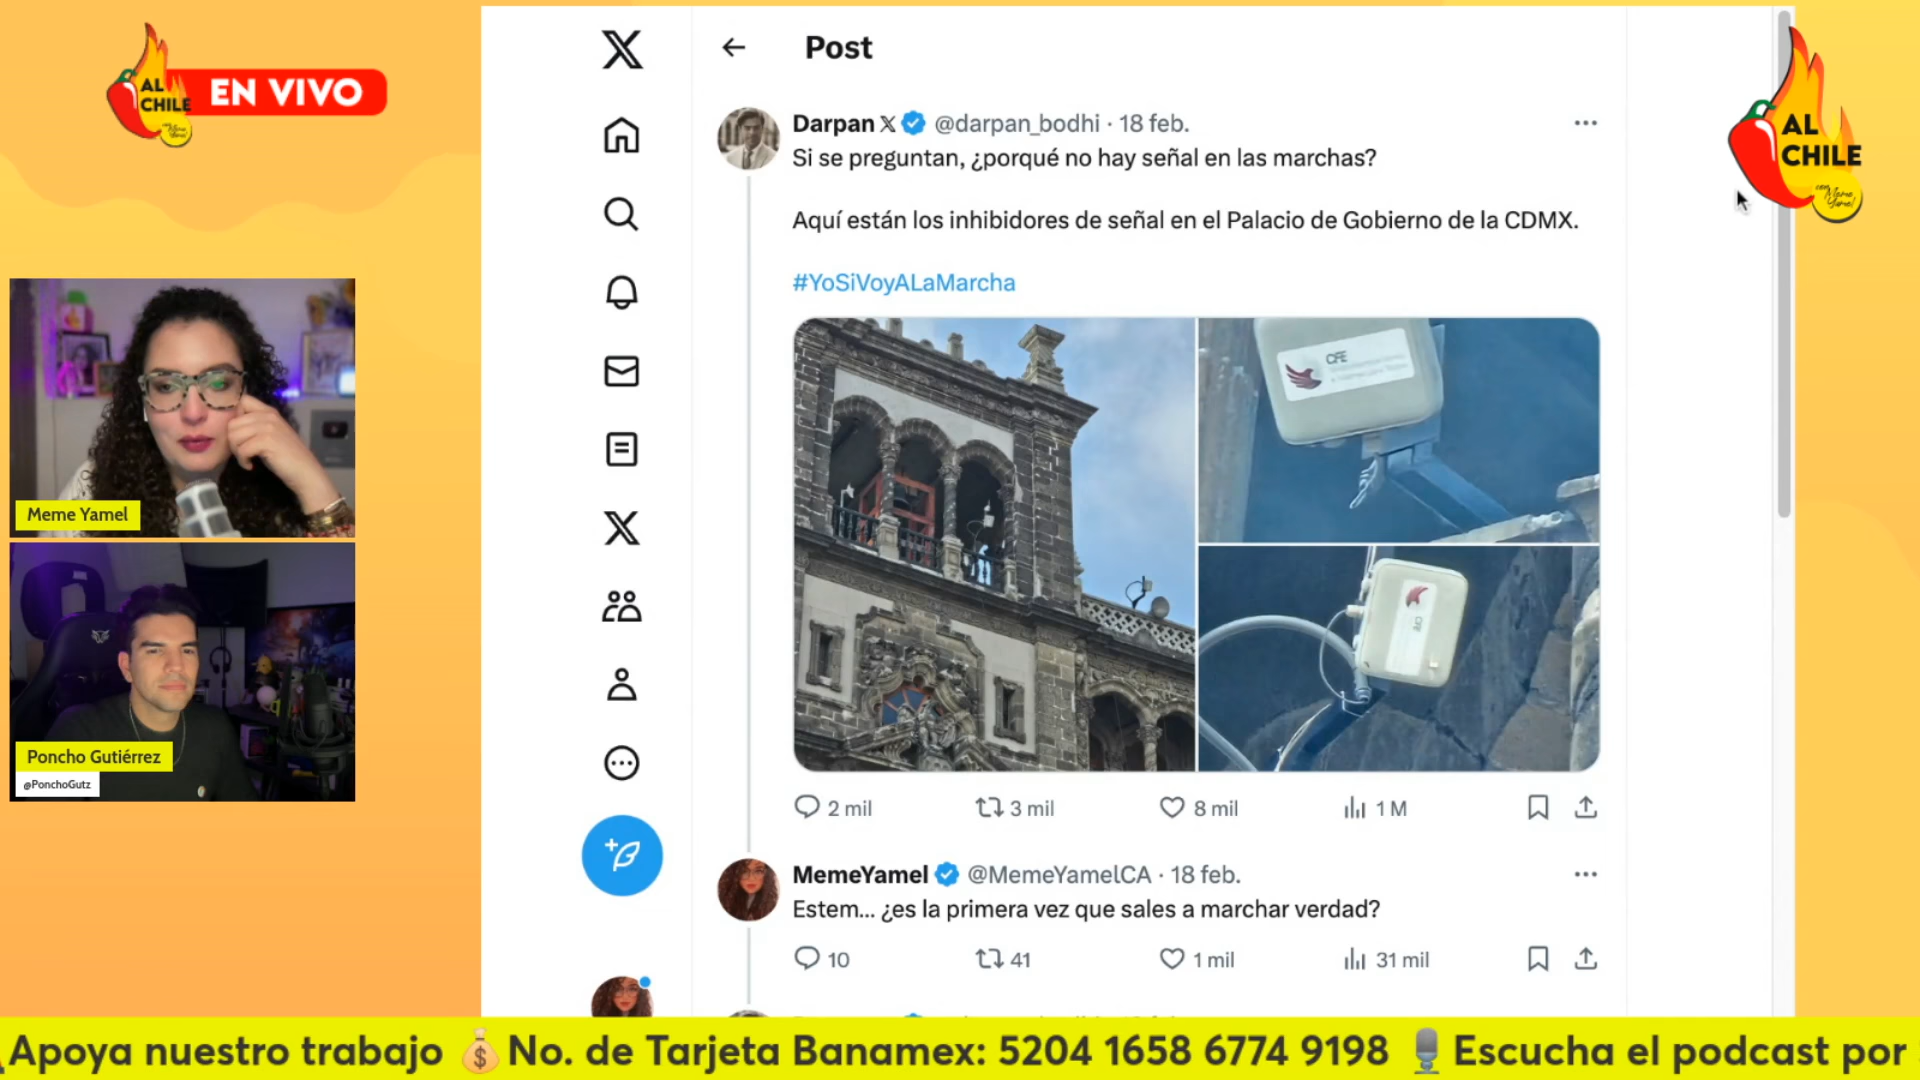 AL
CHILE
EN VIVO
Post
AL
CHILE
con Meme
Yamel
Darpan X @darpan_bodhi · 18 feb.
Si se preguntan, ¿porqué no hay señal en las marchas?
Aquí están los inhibidores de señal en el Palacio de Gobierno de la CDMX.
#YoSiVoyALaMarcha
CFE
CFE
2 mil 3 mil 8 mil 1 M
MemeYamel @MemeYamelCA · 18 feb.
Estem... ¿es la primera vez que sales a marchar verdad?
10 41 1 mil 31 mil
Meme Yamel
Poncho Gutiérrez
@PonchoGutz
Apoya nuestro trabajo 💰 No. de Tarjeta Banamex: 5204 1658 6774 9198 🎙️ Escucha el podcast por